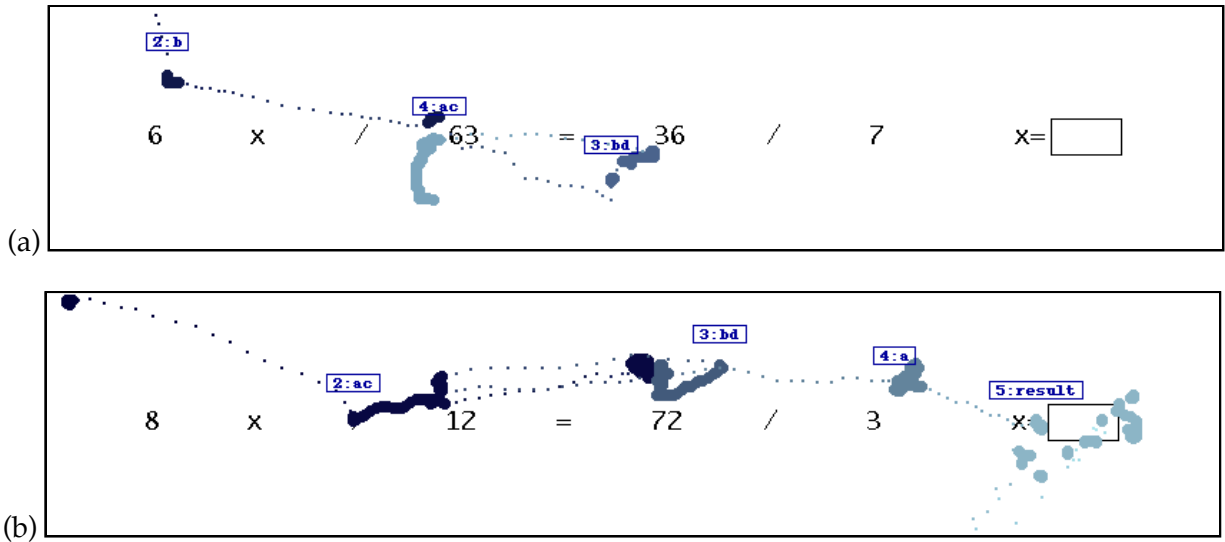 2:b
4:ac
6 x / 63 = 36 / 7 x=
3:bd
(a)
3:bd
2:ac 4:a
5:result
8 x / 12 = 72 / 3 x=
(b)